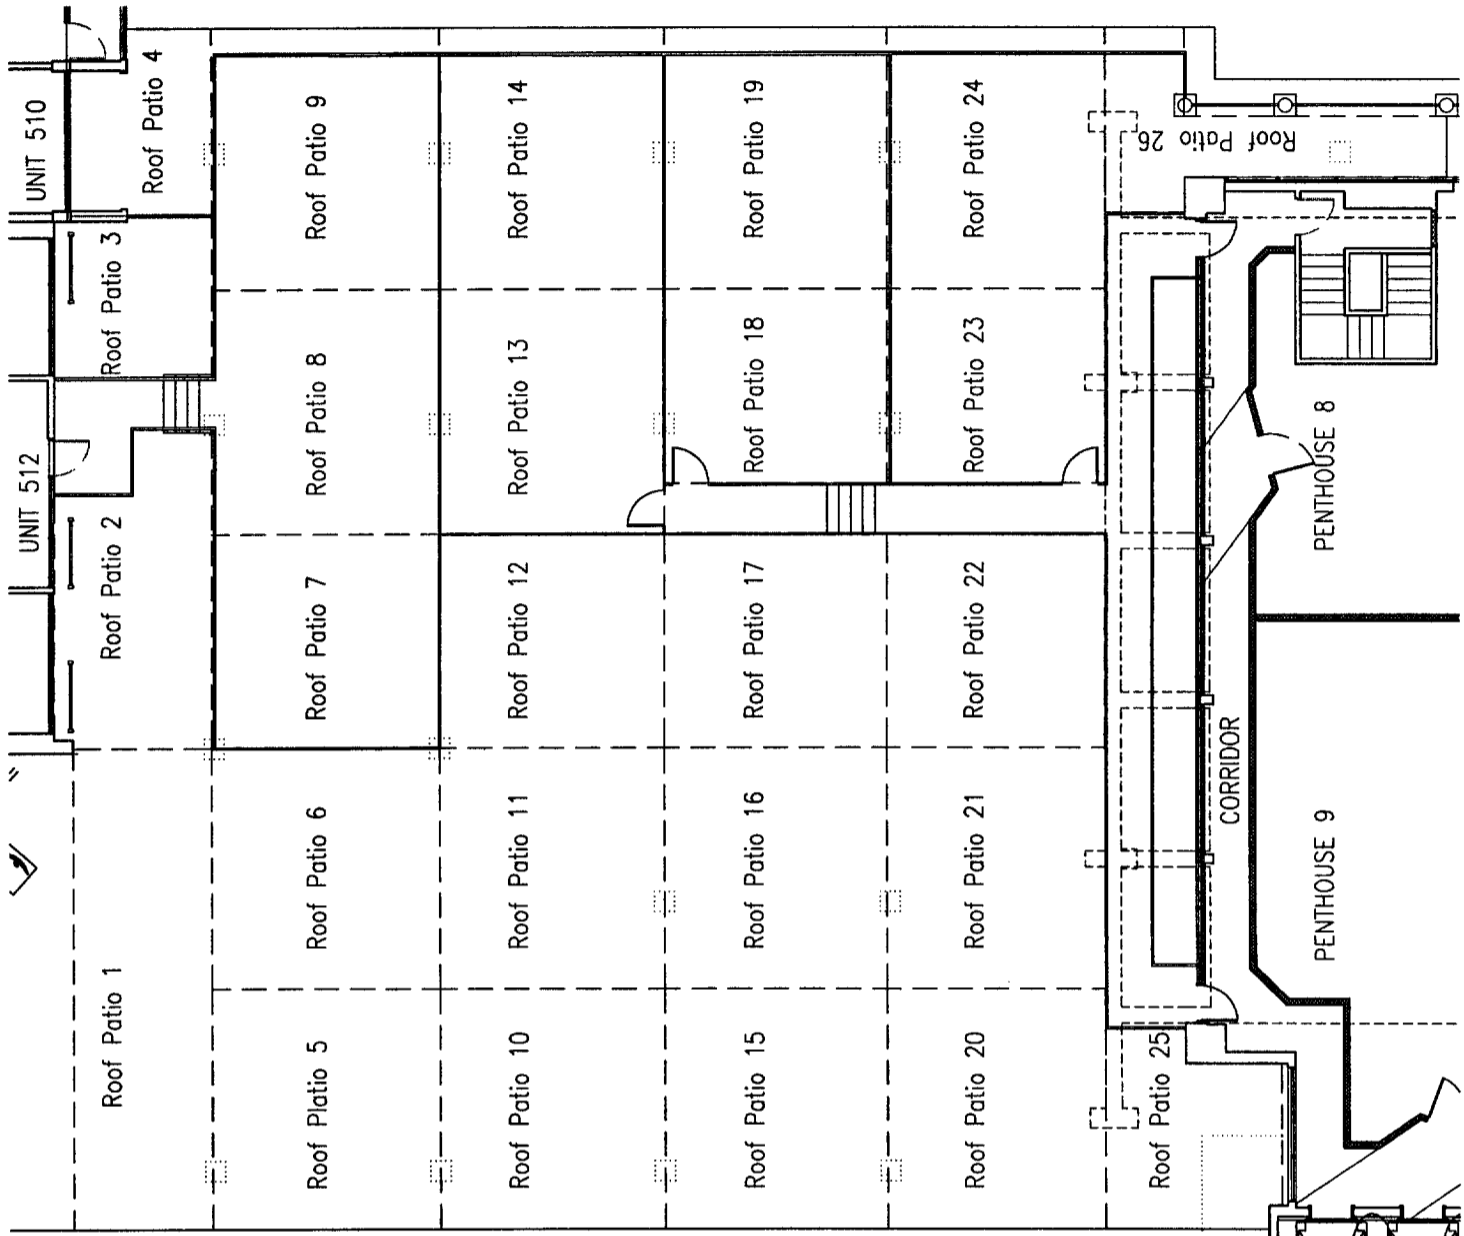 UNIT 510
Roof Patio 4
Roof Patio 9
Roof Patio 14
Roof Patio 19
Roof Patio 24
Roof Patio 26
Roof Patio 3
Roof Patio 8
Roof Patio 13
Roof Patio 18
Roof Patio 23
PENTHOUSE 8
UNIT 512
Roof Patio 2
Roof Patio 7
Roof Patio 12
Roof Patio 17
Roof Patio 22
CORRIDOR
Roof Patio 6
Roof Patio 11
Roof Patio 16
Roof Patio 21
PENTHOUSE 9
Roof Patio 1
Roof Platio 5
Roof Patio 10
Roof Patio 15
Roof Patio 20
Roof Patio 25